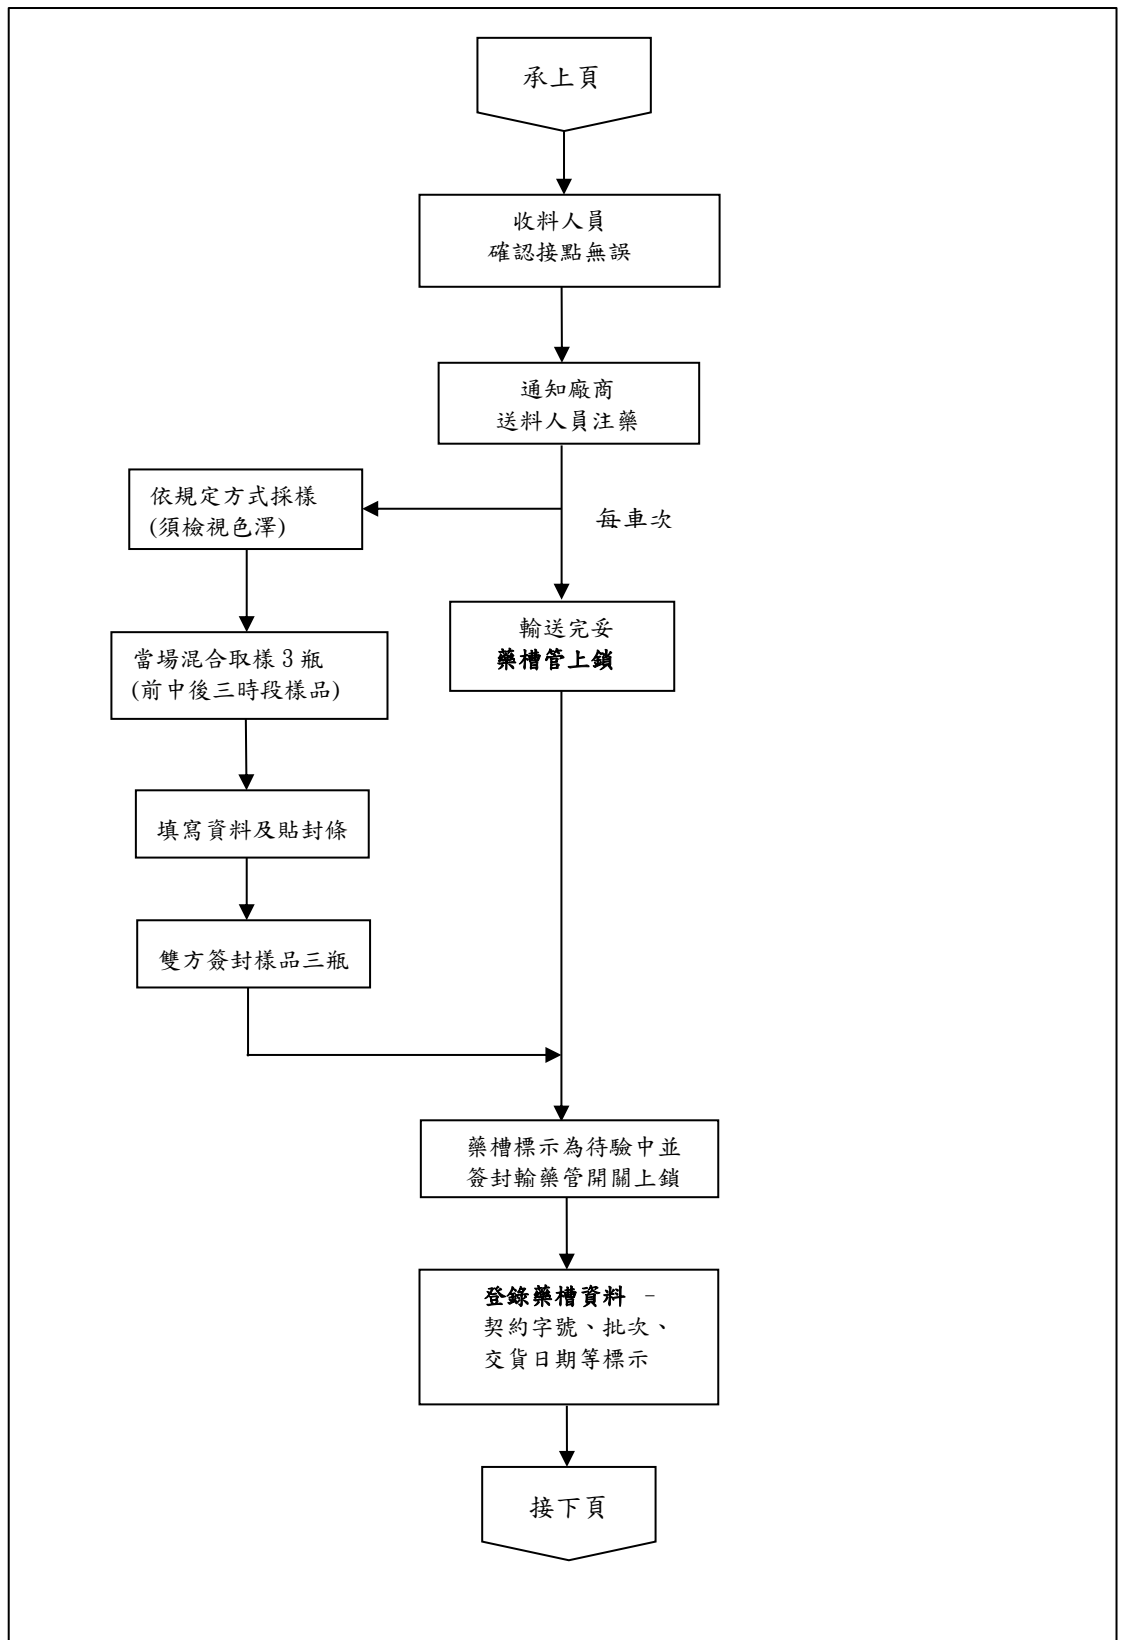 承上頁
收料人員
確認接點無誤
通知廠商
送料人員注藥
依規定方式採樣
(須檢視色澤)
每車次
輸送完妥
藥槽管上鎖
當場混合取樣3瓶
(前中後三時段樣品)
填寫資料及貼封條
雙方簽封樣品三瓶
藥槽標示為待驗中並
簽封輸藥管開關上鎖
登錄藥槽資料 -
契約字號、批次、
交貨日期等標示
接下頁